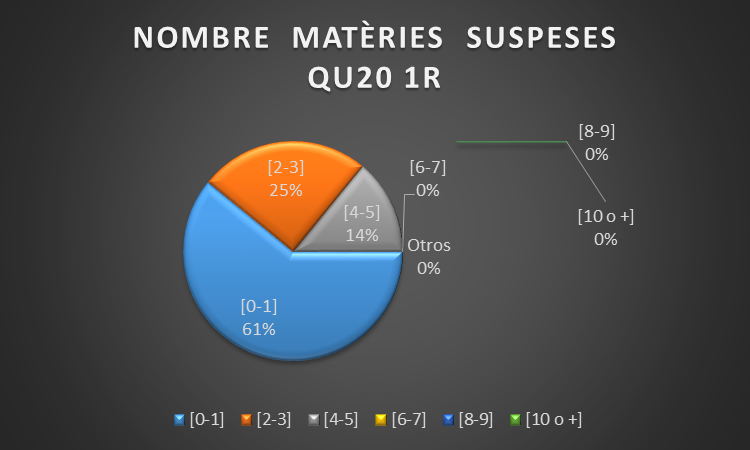 NOMBRE MATÈRIES SUSPESES
QU20 1R
[8-9]
0%
[2-3]
25%
[6-7]
0%
[4-5]
14%
[10 o +]
0%
Otros
0%
[0-1]
61%
[0-1] [2-3] [4-5] [6-7] [8-9] [10 o +]